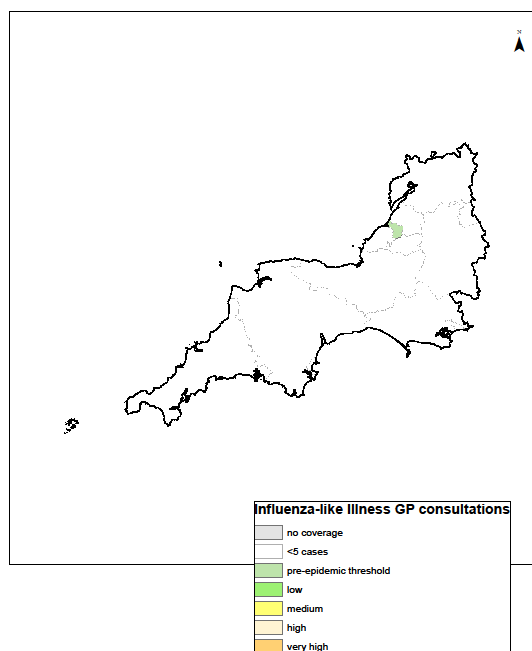 N
Influenza-like Illness GP consultations
no coverage
<5 cases
pre-epidemic threshold
low
medium
high
very high